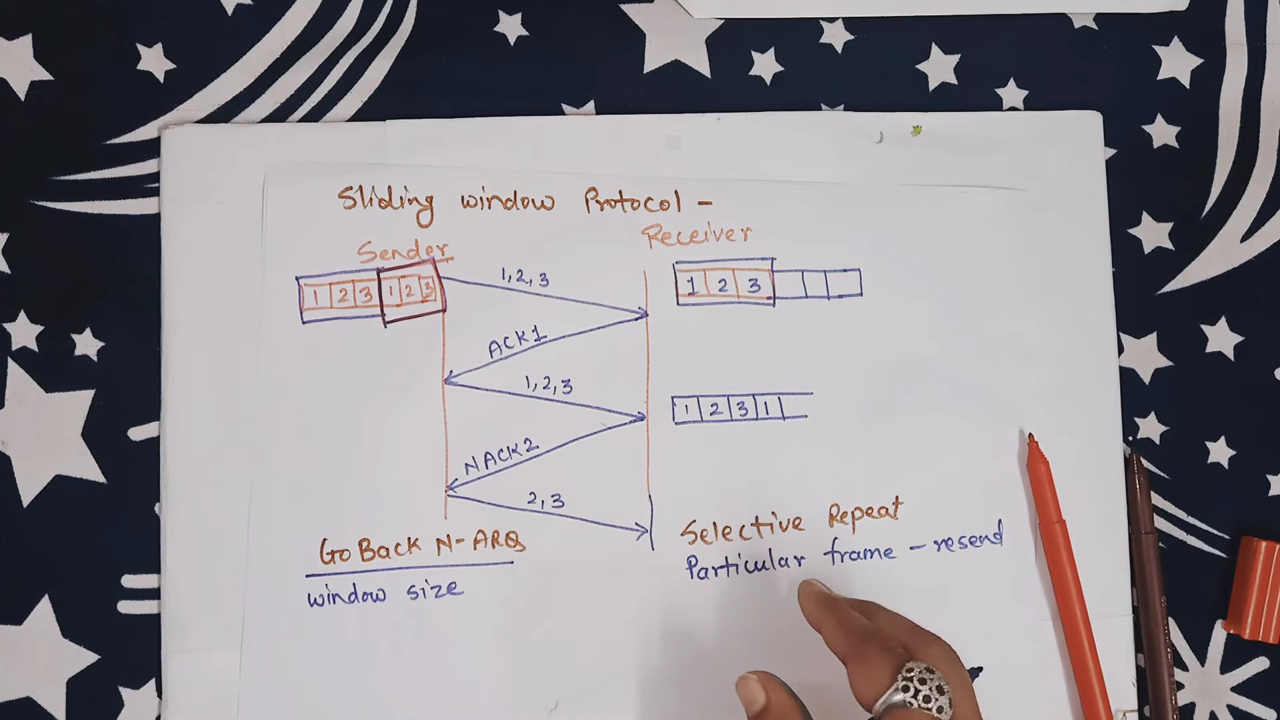 Sliding window Protocol -
Sender
Receiver
1 2 3 1 2 3
1,2,3
1 2 3
ACK1
1,2,3
1 2 3 1
NACK2
2,3
Go Back N-ARQ
window size
Selective Repeat
Particular frame - resend